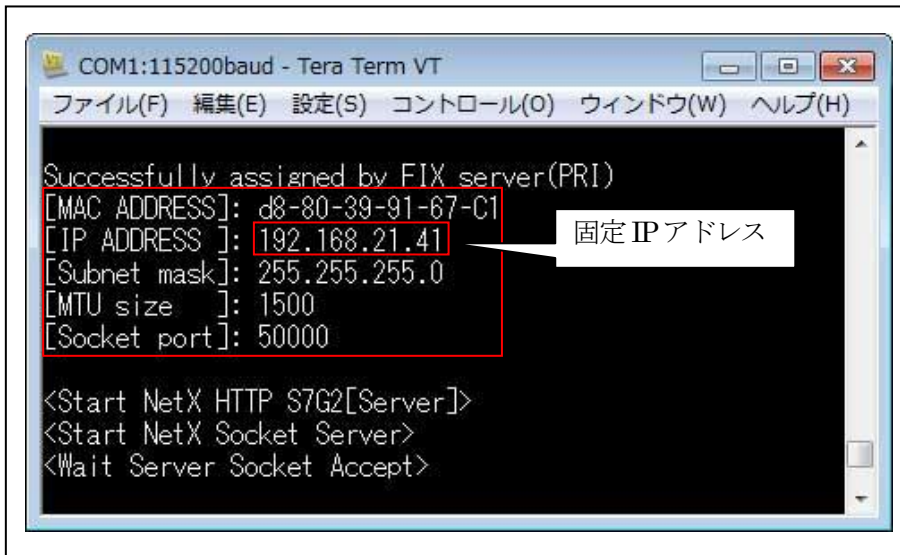 COM1:115200baud - Tera Term VT
ファイル(F) 編集(E) 設定(S) コントロール(O) ウィンドウ(W) ヘルプ(H)
Successfully assigned by FIX server(PRI)
[MAC ADDRESS]: d8-80-39-91-67-C1
[IP ADDRESS ]: 192.168.21.41
固定IPアドレス
[Subnet mask]: 255.255.255.0
[MTU size   ]: 1500
[Socket port]: 50000
<Start NetX HTTP S7G2[Server]>
<Start NetX Socket Server>
<Wait Server Socket Accept>